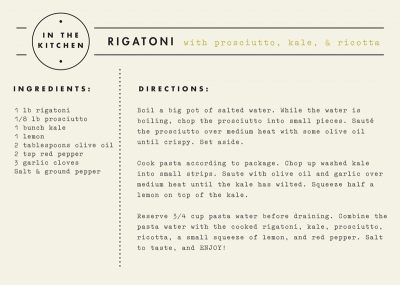 IN THE
KITCHEN
RIGATONI with prosciutto, kale, & ricotta
INGREDIENTS:
1 lb rigatoni
1/8 lb prosciutto
1 bunch kale
1 lemon
2 tablespoons olive oil
2 tsp red pepper
3 garlic cloves
Salt & ground pepper
DIRECTIONS:
Boil a big pot of salted water. While the water is
boiling, chop the prosciutto into small pieces. Sauté
the prosciutto over medium heat with some olive oil
until crispy. Set aside.
Cook pasta according to package. Chop up washed kale
into small strips. Saute with olive oil and garlic over
medium heat until the kale has wilted. Squeeze half a
lemon on top of the kale.
Reserve 3/4 cup pasta water before draining. Combine the
pasta water with the cooked rigatoni, kale, prosciutto,
ricotta, a small squeeze of lemon, and red pepper. Salt
to taste, and ENJOY!